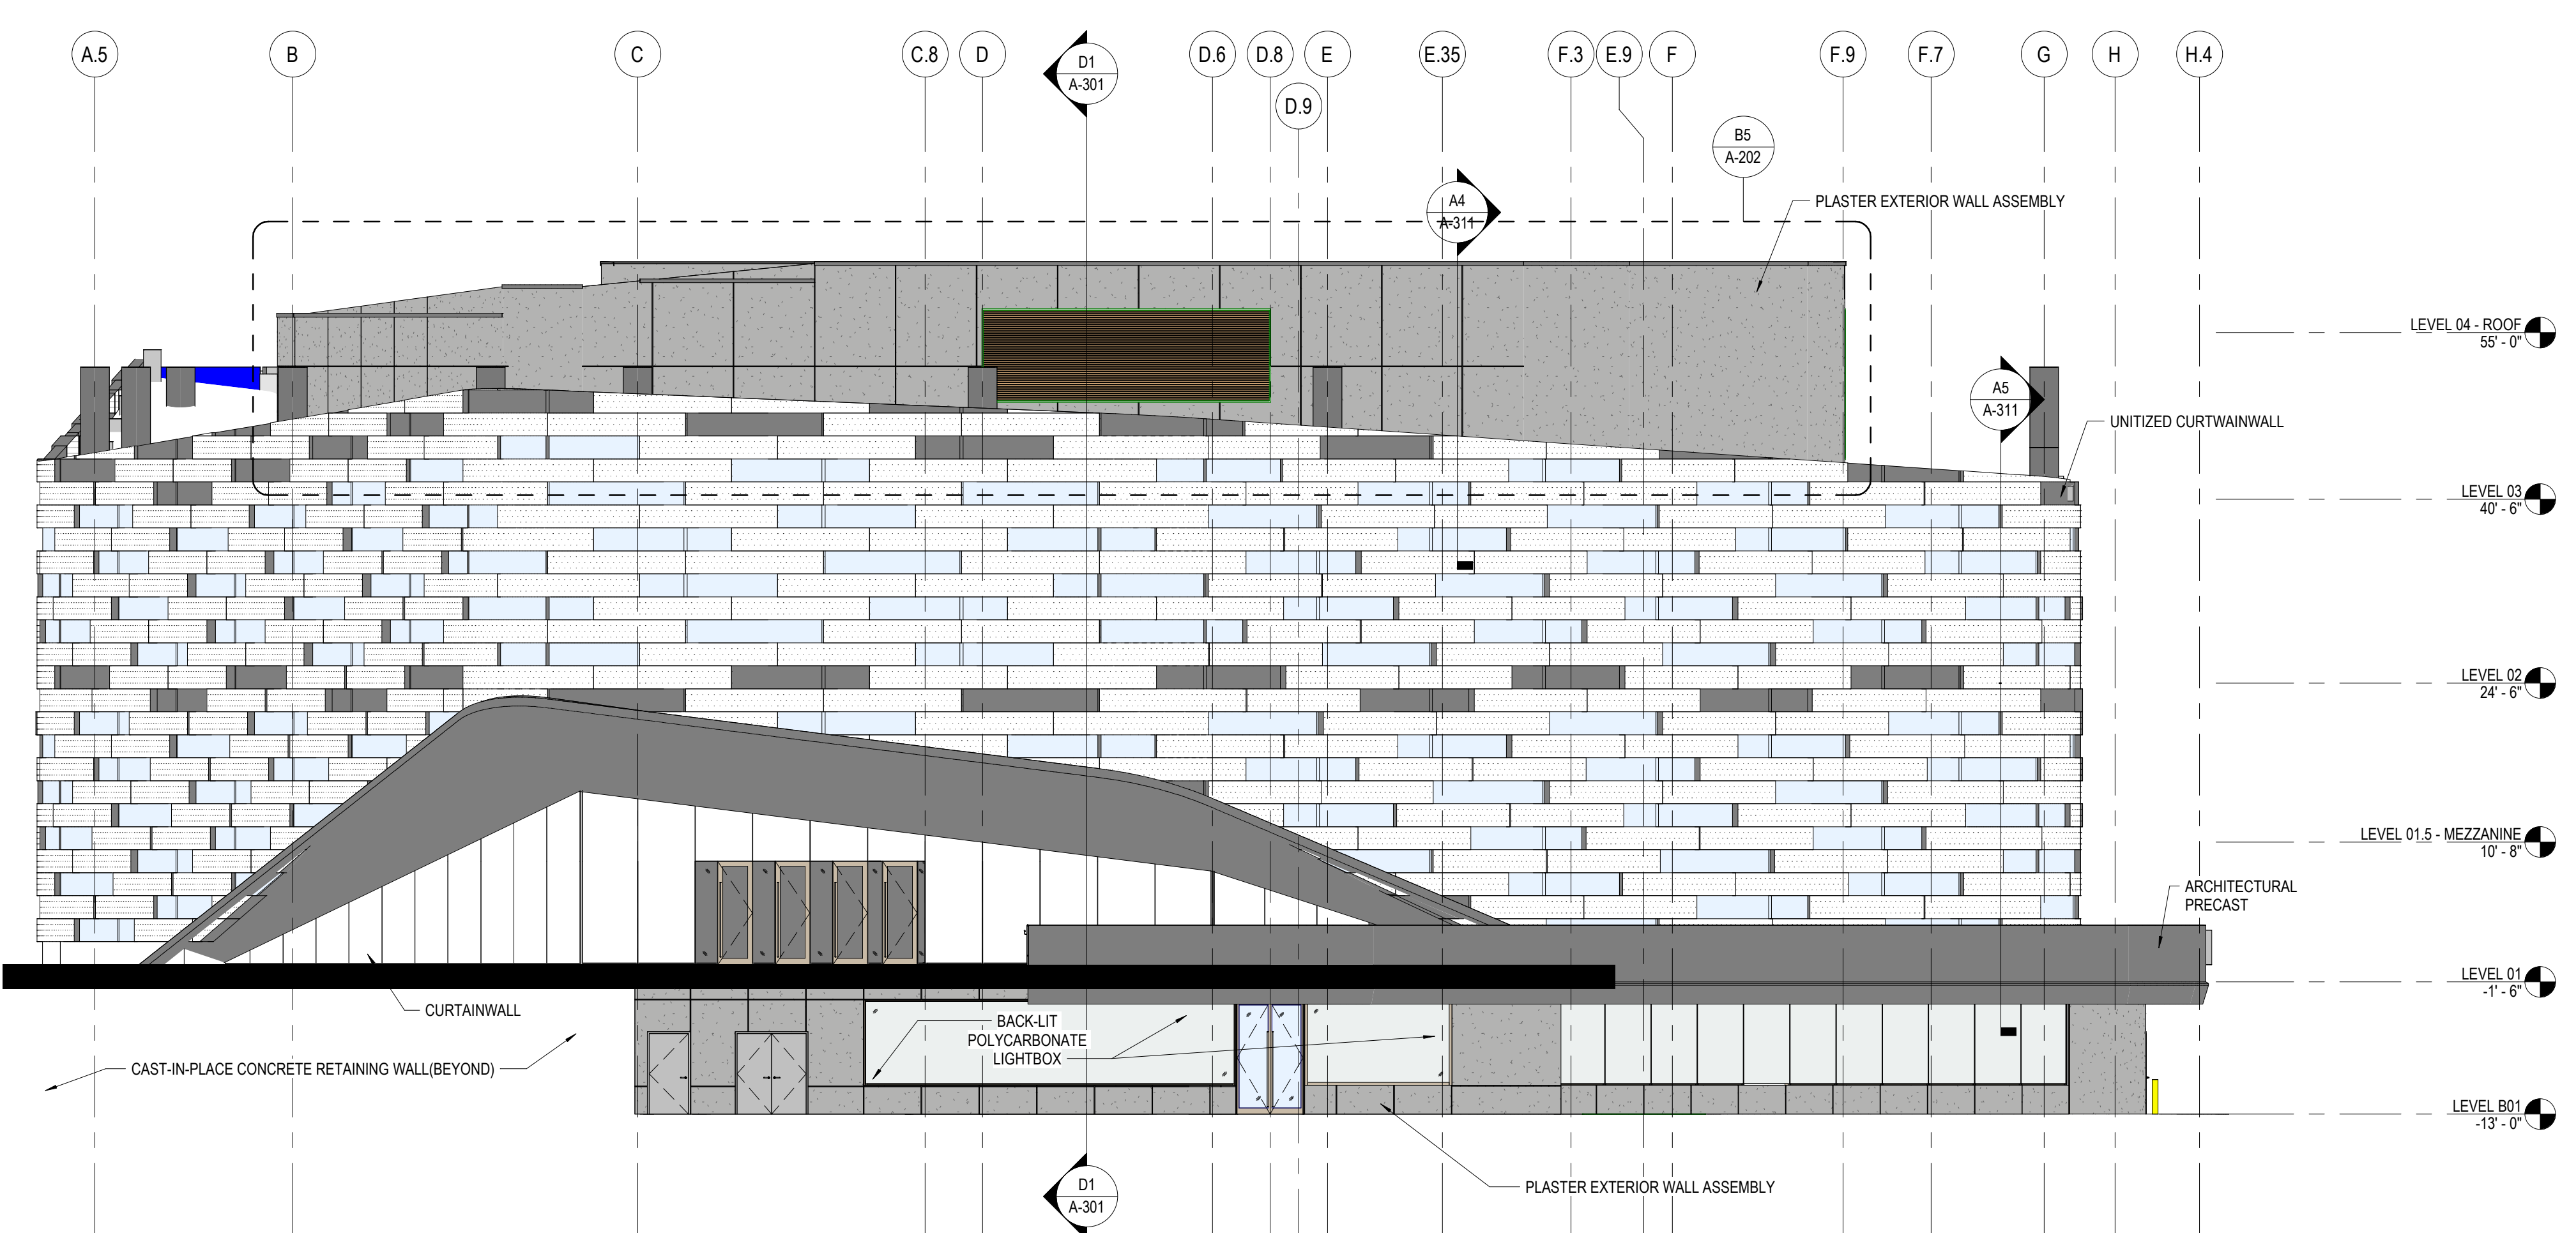 A.5
B
C
C.8
D
D1
A-301
D.6
D.8
D.9
E
E.35
F.3
E.9
F
F.9
F.7
G
H
H.4
B5
A-202
A4
A-311
PLASTER EXTERIOR WALL ASSEMBLY
LEVEL 04 - ROOF
55' - 0"
A5
A-311
UNITIZED CURTWAINWALL
LEVEL 03
40' - 6"
LEVEL 02
24' - 6"
LEVEL 01.5 - MEZZANINE
10' - 8"
ARCHITECTURAL
PRECAST
LEVEL 01
-1' - 6"
CURTAINWALL
BACK-LIT
POLYCARBONATE
LIGHTBOX
CAST-IN-PLACE CONCRETE RETAINING WALL(BEYOND)
LEVEL B01
-13' - 0"
D1
A-301
PLASTER EXTERIOR WALL ASSEMBLY